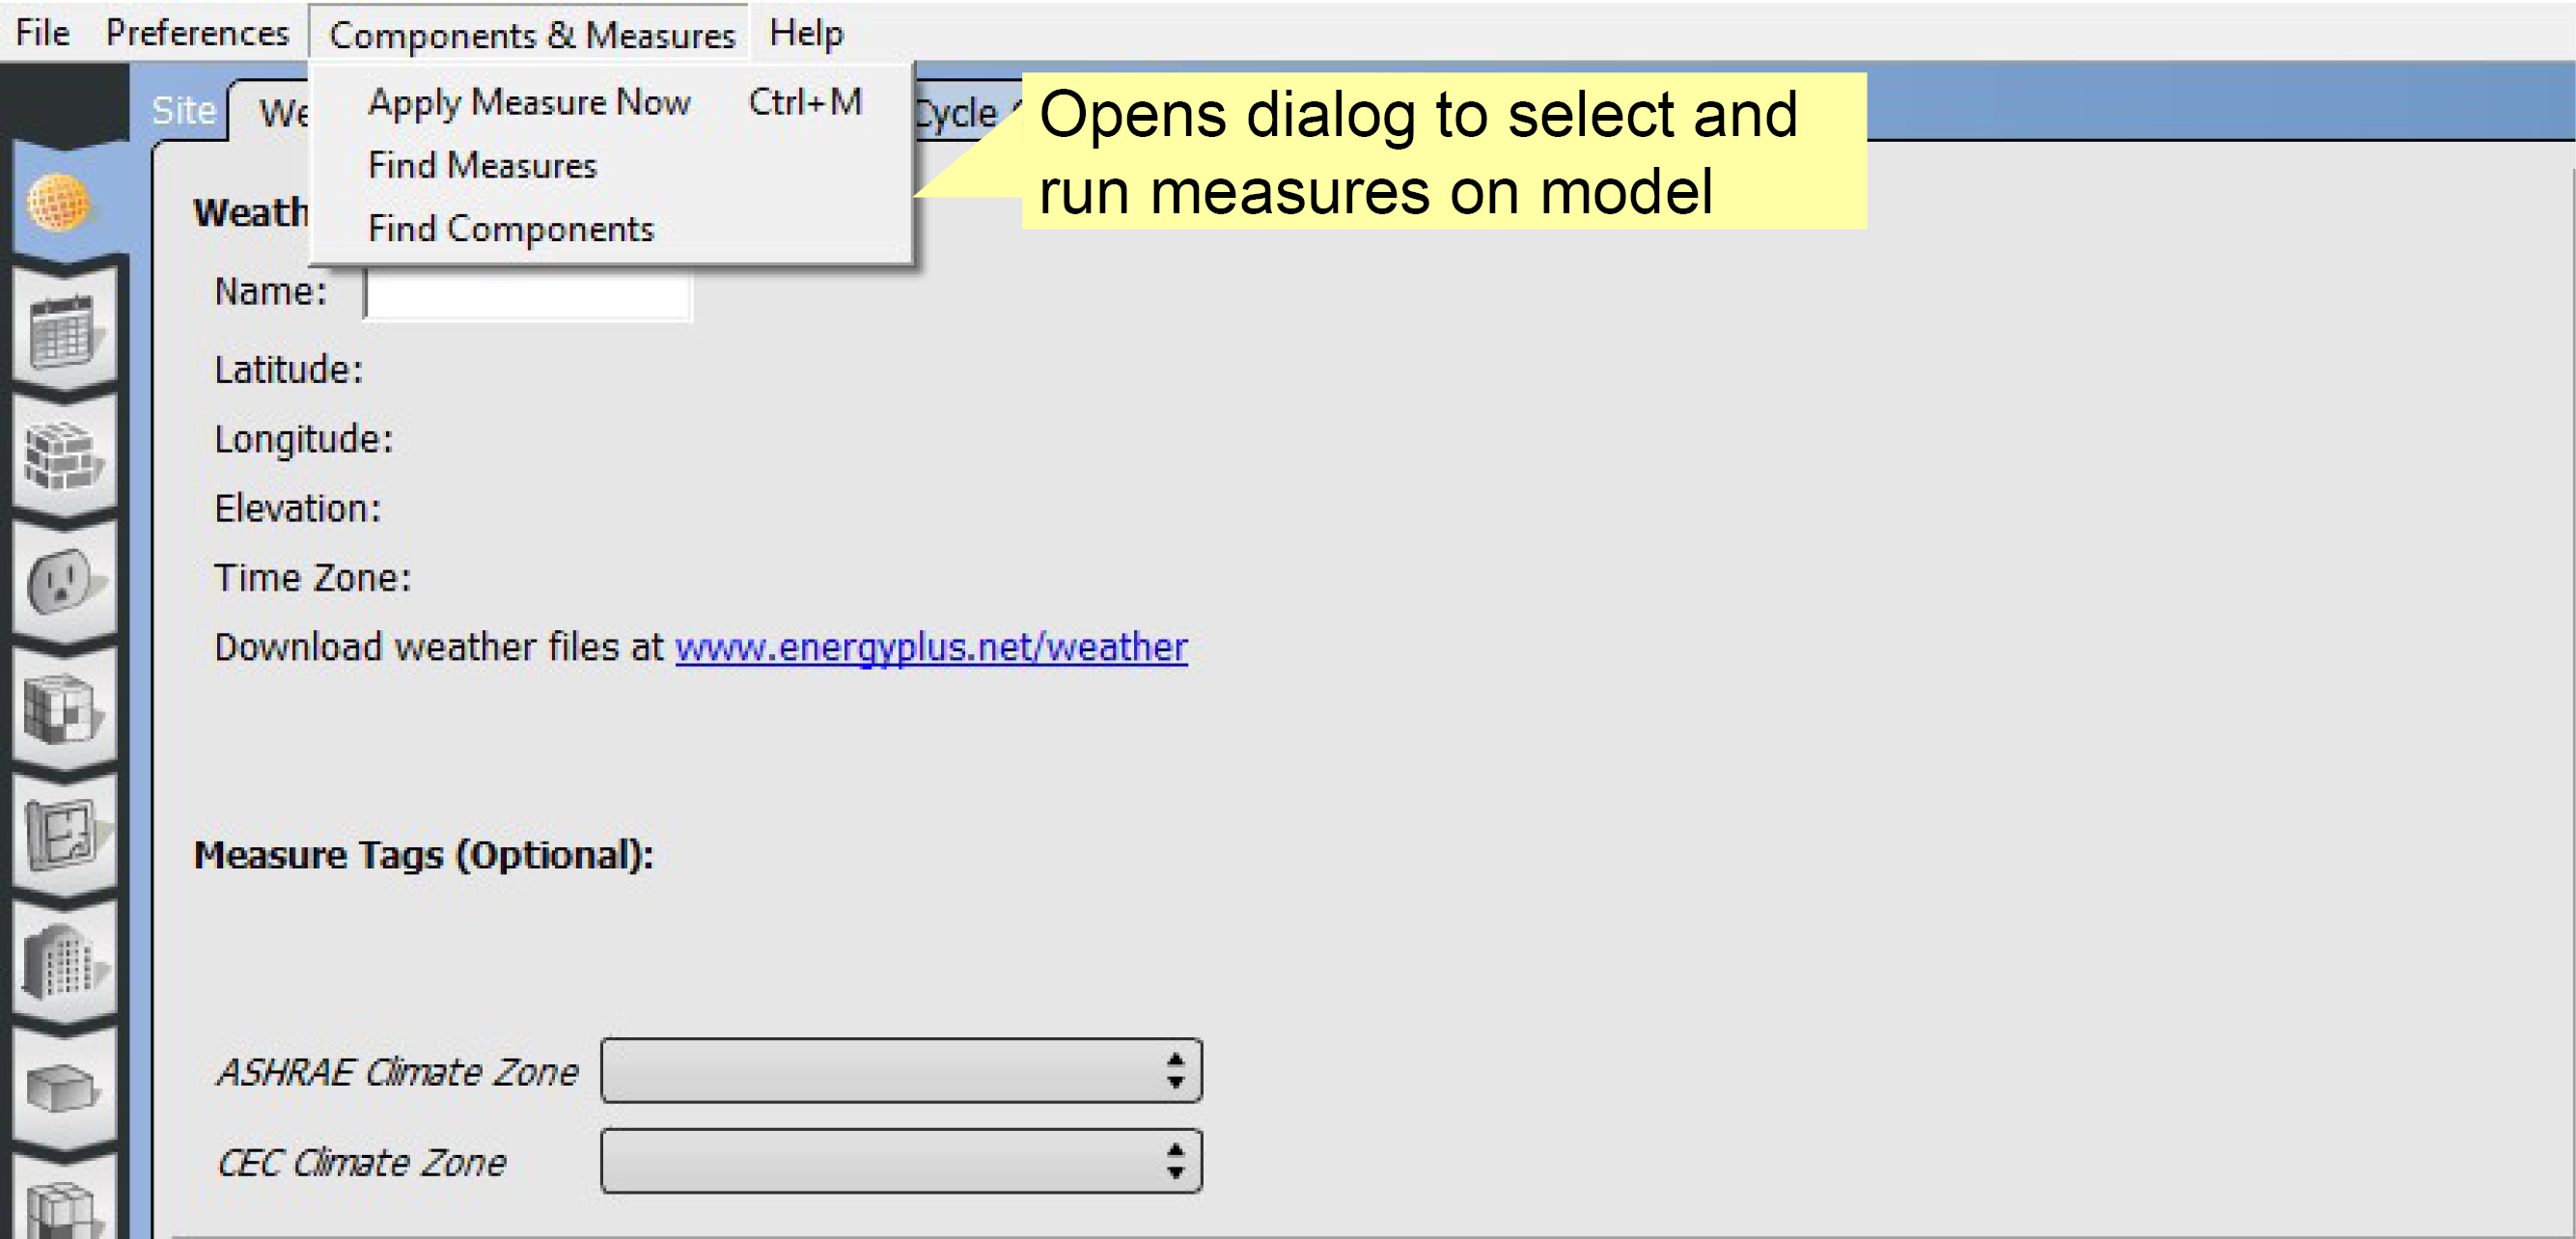 File Preferences Components & Measures Help
Apply Measure Now Ctrl+M
Find Measures
Find Components
Site We Cycle
Opens dialog to select and
run measures on model
Weath
Name:
Latitude:
Longitude:
Elevation:
Time Zone:
Download weather files at www.energyplus.net/weather
Measure Tags (Optional):
ASHRAE Climate Zone
CEC Climate Zone